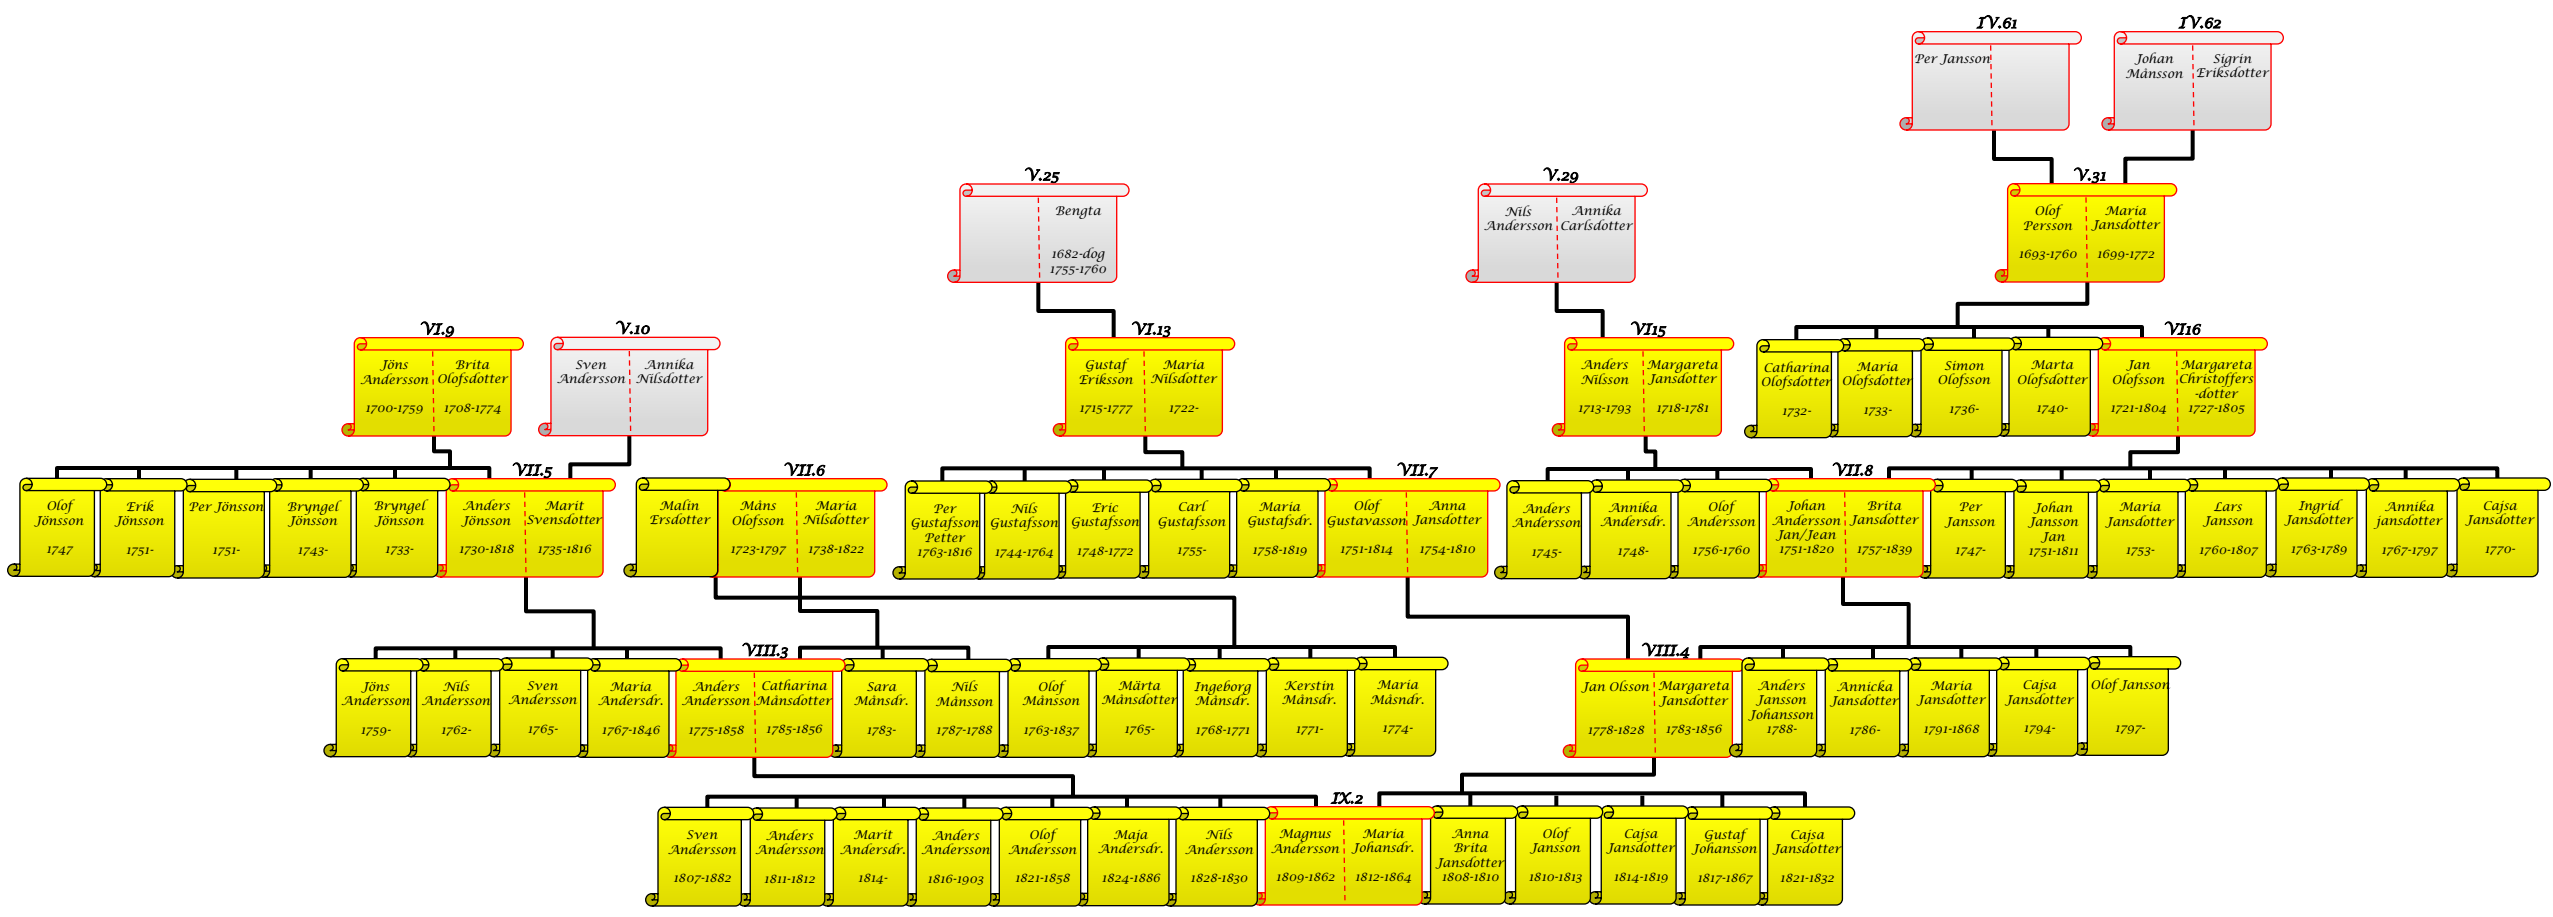 IV.61
Per Jansson
IV.62
Johan
Månsson
Sigrin
Eriksdotter
V.25
Bengta
1682-dog
1755-1760
V.29
Nils
Andersson
Annika
Carlsdotter
V.31
Olof
Persson
1693-1760
Maria
Jansdotter
1699-1772
VI.9
Jöns
Andersson
1700-1759
Brita
Olofsdotter
1708-1774
V.10
Sven
Andersson
Annika
Nilsdotter
VI.13
Gustaf
Eriksson
1715-1777
Maria
Nilsdotter
1722-
VI15
Anders
Nilsson
1713-1793
Margareta
Jansdotter
1718-1781
Catharina
Olofsdotter
1732-
Maria
Olofsdotter
1733-
Simon
Olofsson
1736-
Marta
Olofsdotter
1740-
VI16
Jan
Olofsson
1721-1804
Margareta
Christoffers
-dotter
1727-1805
Olof
Jönsson
1747
Erik
Jönsson
1751-
Per Jönsson
1751-
Bryngel
Jönsson
1743-
Bryngel
Jönsson
1733-
VII.5
Anders
Jönsson
1730-1818
Marit
Svensdotter
1735-1816
Malin
Ersdotter
VII.6
Måns
Olofsson
1723-1797
Maria
Nilsdotter
1738-1822
Per
Gustafsson
Petter
1763-1816
Nils
Gustafsson
1744-1764
Eric
Gustafsson
1748-1772
Carl
Gustafsson
1755-
Maria
Gustafsdr.
1758-1819
VII.7
Olof
Gustavasson
1751-1814
Anna
Jansdotter
1754-1810
Anders
Andersson
1745-
Annika
Andersdr.
1748-
Olof
Andersson
1756-1760
VII.8
Johan
Andersson
Jan/Jean
1751-1820
Brita
Jansdotter
1757-1839
Per
Jansson
1747-
Johan
Jansson
Jan
1751-1811
Maria
Jansdotter
1753-
Lars
Jansson
1760-1807
Ingrid
Jansdotter
1763-1789
Annika
jansdotter
1767-1797
Cajsa
Jansdotter
1770-
Jöns
Andersson
1759-
Nils
Andersson
1762-
Sven
Andersson
1765-
Maria
Andersdr.
1767-1846
VIII.3
Anders
Andersson
1775-1858
Catharina
Månsdotter
1785-1856
Sara
Månsdr.
1783-
Nils
Månsson
1787-1788
Olof
Månsson
1763-1837
Märta
Månsdotter
1765-
Ingeborg
Månsdr.
1768-1771
Kerstin
Månsdr.
1771-
Maria
Måsndr.
1774-
VIII.4
Jan Olsson
1778-1828
Margareta
Jansdotter
1783-1856
Anders
Jansson
Johansson
1788-
Annicka
Jansdotter
1786-
Maria
Jansdotter
1791-1868
Cajsa
Jansdotter
1794-
Olof Jansson
1797-
Sven
Andersson
1807-1882
Anders
Andersson
1811-1812
Marit
Andersdr.
1814-
Anders
Andersson
1816-1903
Olof
Andersson
1821-1858
Maja
Andersdr.
1824-1886
Nils
Andersson
1828-1830
IX.2
Magnus
Andersson
1809-1862
Maria
Johansdr.
1812-1864
Anna
Brita
Jansdotter
1808-1810
Olof
Jansson
1810-1813
Cajsa
Jansdotter
1814-1819
Gustaf
Johansson
1817-1867
Cajsa
Jansdotter
1821-1832